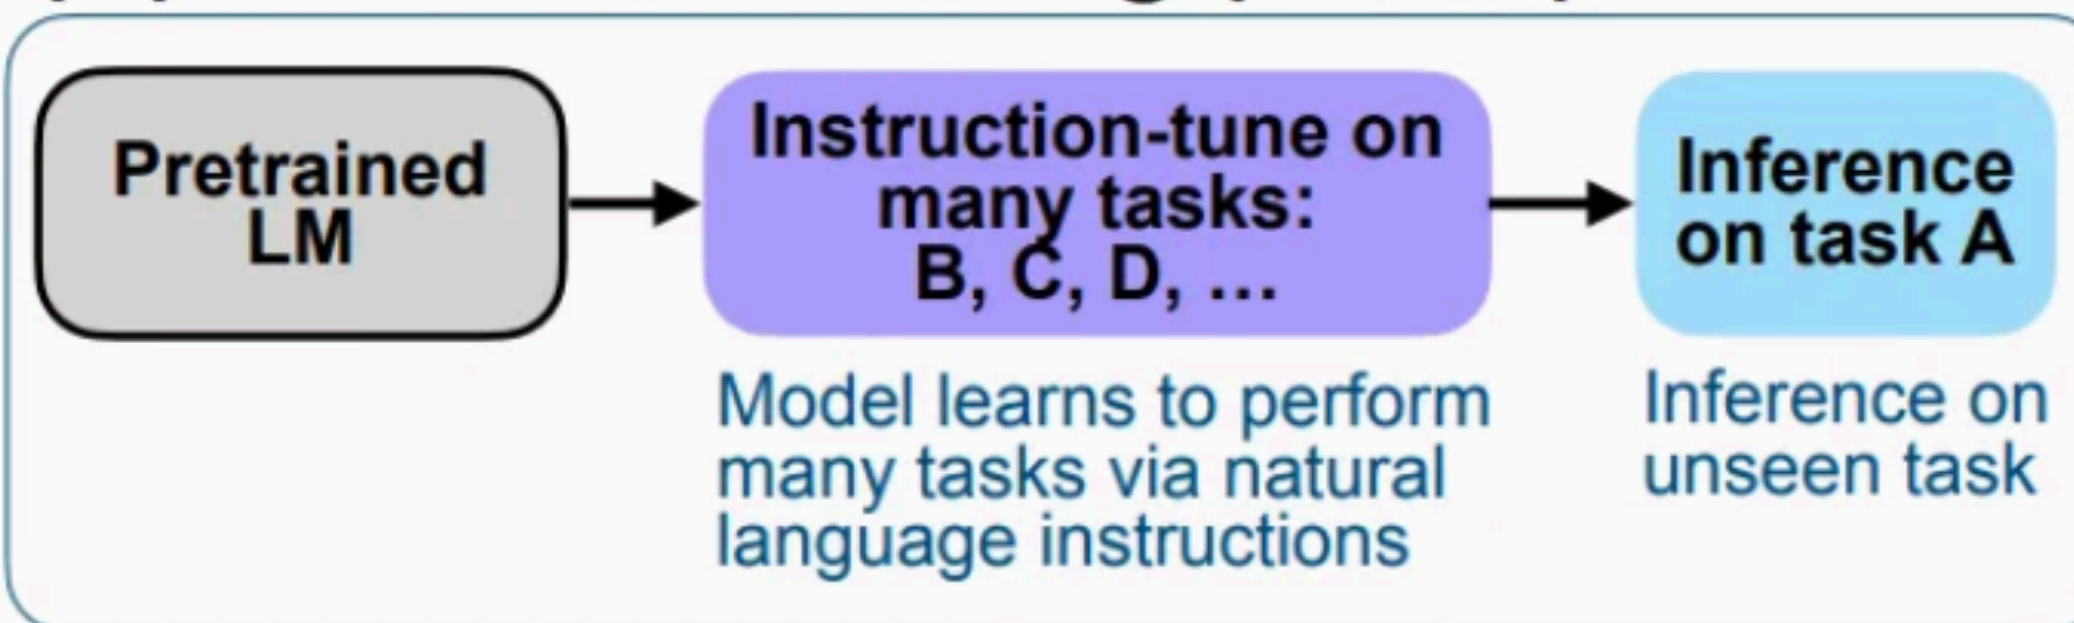 Pretrained
LM
Instruction-tune on
many tasks:
B, C, D, …
Inference
on task A
Model learns to perform
many tasks via natural
language instructions
Inference on
unseen task